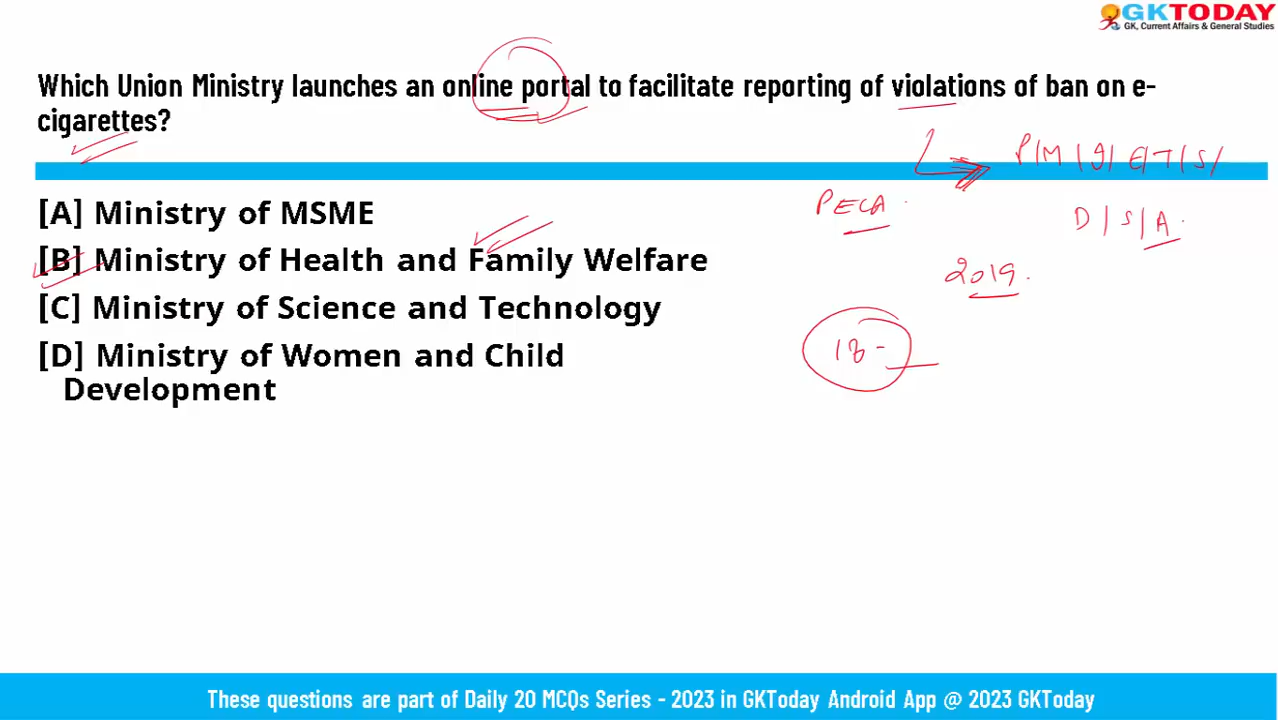 GKTODAY
GK, Current Affairs & General Studies
Which Union Ministry launches an online portal to facilitate reporting of violations of ban on e-
cigarettes?
P/M/I/E/T/S/
D/S/A.
PECA.
2019.
18-
[A] Ministry of MSME
[B] Ministry of Health and Family Welfare
[C] Ministry of Science and Technology
[D] Ministry of Women and Child
Development
These questions are part of Daily 20 MCQs Series - 2023 in GKToday Android App @ 2023 GKToday